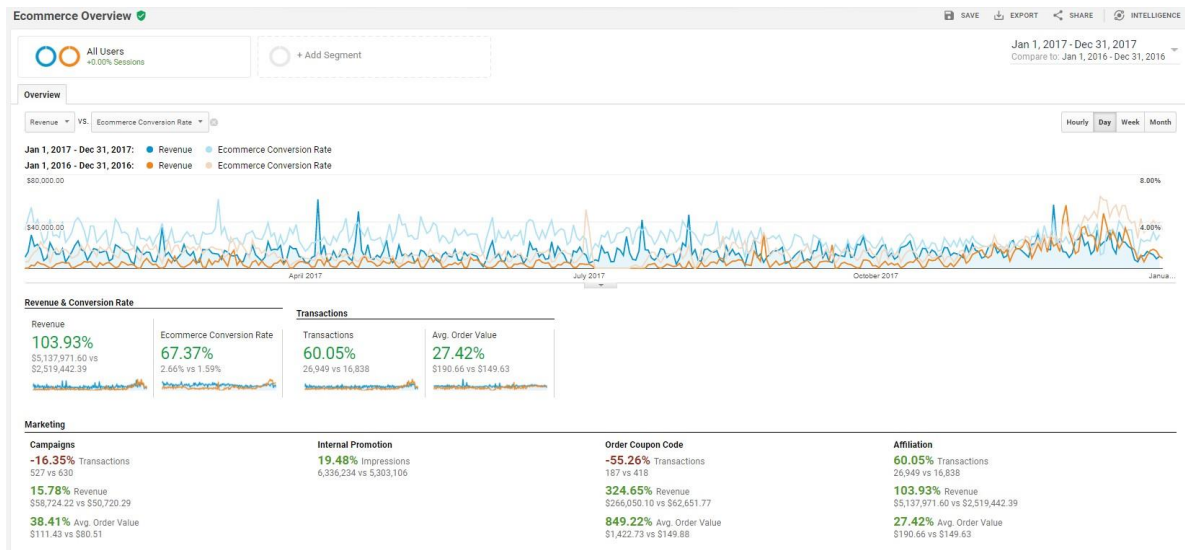 Ecommerce Overview
SAVE EXPORT SHARE INTELLIGENCE
All Users
+0.00% Sessions
+ Add Segment
Jan 1, 2017 - Dec 31, 2017
Compare to: Jan 1, 2016 - Dec 31, 2016
Overview
Revenue VS. Ecommerce Conversion Rate
Hourly Day Week Month
Jan 1, 2017 - Dec 31, 2017: Revenue Ecommerce Conversion Rate
Jan 1, 2016 - Dec 31, 2016: Revenue Ecommerce Conversion Rate
$80,000.00 8.00%
$40,000.00 4.00%
April 2017 July 2017 October 2017 Janua...
Revenue & Conversion Rate
Revenue
103.93%
$5,137,971.60 vs
$2,519,442.39
Ecommerce Conversion Rate
67.37%
2.66% vs 1.59%
Transactions
Transactions
60.05%
26,949 vs 16,838
Avg. Order Value
27.42%
$190.66 vs $149.63
Marketing
Campaigns
-16.35% Transactions
527 vs 630
15.78% Revenue
$58,724.22 vs $50,720.29
38.41% Avg. Order Value
$111.43 vs $80.51
Internal Promotion
19.48% Impressions
6,336,234 vs 5,303,106
Order Coupon Code
-55.26% Transactions
187 vs 418
324.65% Revenue
$266,050.10 vs $62,651.77
849.22% Avg. Order Value
$1,422.73 vs $149.88
Affiliation
60.05% Transactions
26,949 vs 16,838
103.93% Revenue
$5,137,971.60 vs $2,519,442.39
27.42% Avg. Order Value
$190.66 vs $149.63